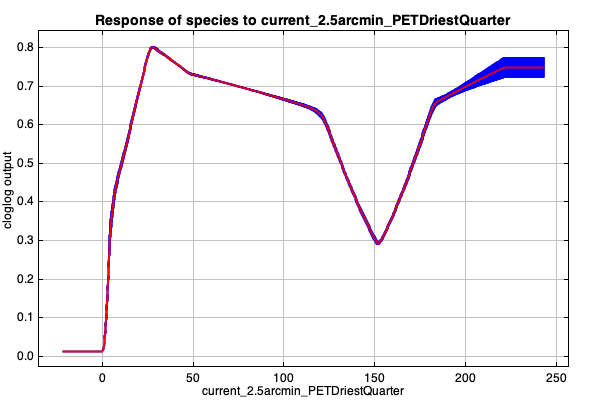 Response of species to current_2.5arcmin_PETDriestQuarter
0.8
0.7
0.6
0.5
0.4
0.3
0.2
0.1
0.0
cloglog output
0 50 100 150 200 250
current_2.5arcmin_PETDriestQuarter